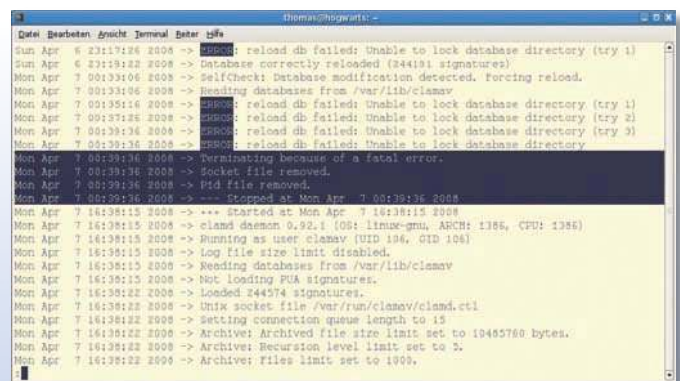 thomas@hogwarts: ~
Datei Bearbeiten Ansicht Terminal Reiter Hilfe
Sun Apr  6 23:17:26 2008 -> ERROR: reload db failed: Unable to lock database directory (try 1)
Sun Apr  6 23:19:22 2008 -> Database correctly reloaded (244191 signatures)
Mon Apr  7 00:33:06 2008 -> SelfCheck: Database modification detected. Forcing reload.
Mon Apr  7 00:33:06 2008 -> Reading databases from /var/lib/clamav
Mon Apr  7 00:35:16 2008 -> ERROR: reload db failed: Unable to lock database directory (try 1)
Mon Apr  7 00:37:26 2008 -> ERROR: reload db failed: Unable to lock database directory (try 2)
Mon Apr  7 00:39:36 2008 -> ERROR: reload db failed: Unable to lock database directory (try 3)
Mon Apr  7 00:39:36 2008 -> ERROR: reload db failed: Unable to lock database directory
Mon Apr  7 00:39:36 2008 -> Terminating because of a fatal error.
Mon Apr  7 00:39:36 2008 -> Socket file removed.
Mon Apr  7 00:39:36 2008 -> Pid file removed.
Mon Apr  7 00:39:36 2008 -> --- Stopped at Mon Apr  7 00:39:36 2008
Mon Apr  7 16:38:15 2008 -> +++ Started at Mon Apr  7 16:38:15 2008
Mon Apr  7 16:38:15 2008 -> clamd daemon 0.92.1 (OS: linux-gnu, ARCH: i386, CPU: i386)
Mon Apr  7 16:38:15 2008 -> Running as user clamav (UID 106, GID 106)
Mon Apr  7 16:38:15 2008 -> Log file size limit disabled.
Mon Apr  7 16:38:15 2008 -> Reading databases from /var/lib/clamav
Mon Apr  7 16:38:15 2008 -> Not loading PUA signatures.
Mon Apr  7 16:38:22 2008 -> Loaded 244574 signatures.
Mon Apr  7 16:38:22 2008 -> Unix socket file /var/run/clamav/clamd.ctl
Mon Apr  7 16:38:22 2008 -> Setting connection queue length to 15
Mon Apr  7 16:38:22 2008 -> Archive: Archived file size limit set to 10485760 bytes.
Mon Apr  7 16:38:22 2008 -> Archive: Recursion level limit set to 5.
Mon Apr  7 16:38:22 2008 -> Archive: Files limit set to 1000.
: